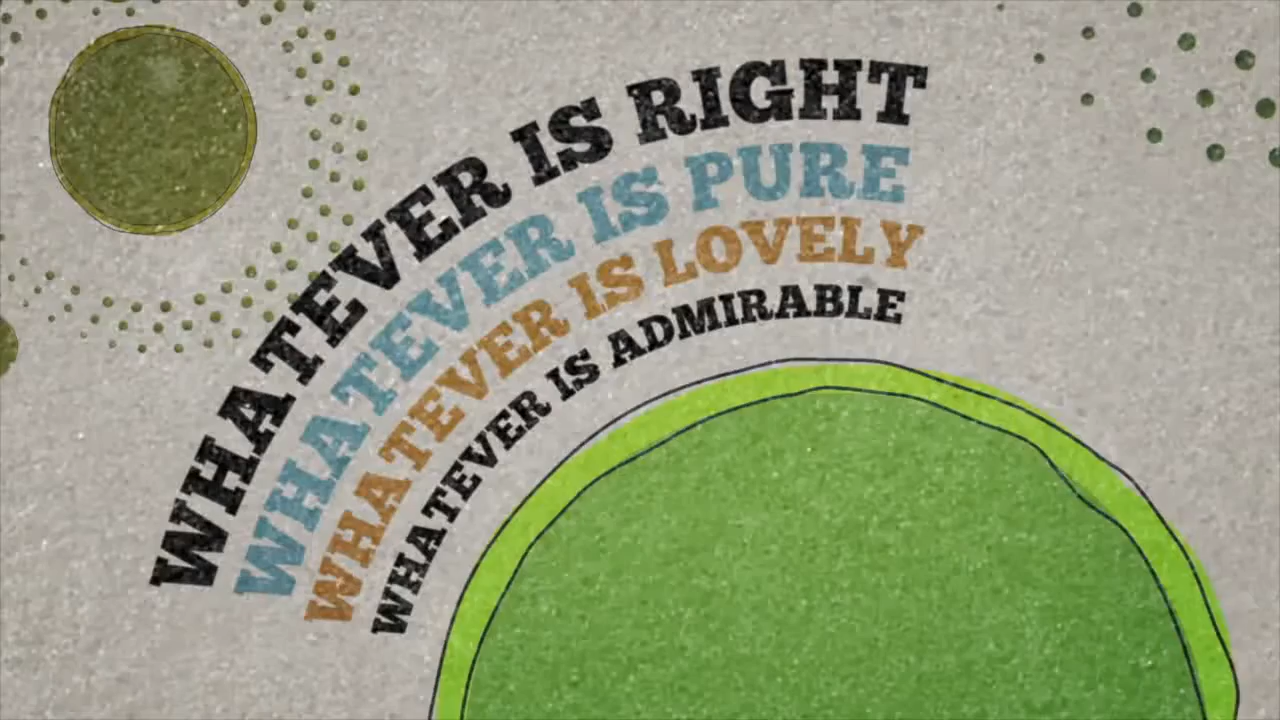 WHATEVER IS RIGHT
WHATEVER IS PURE
WHATEVER IS LOVELY
WHATEVER IS ADMIRABLE